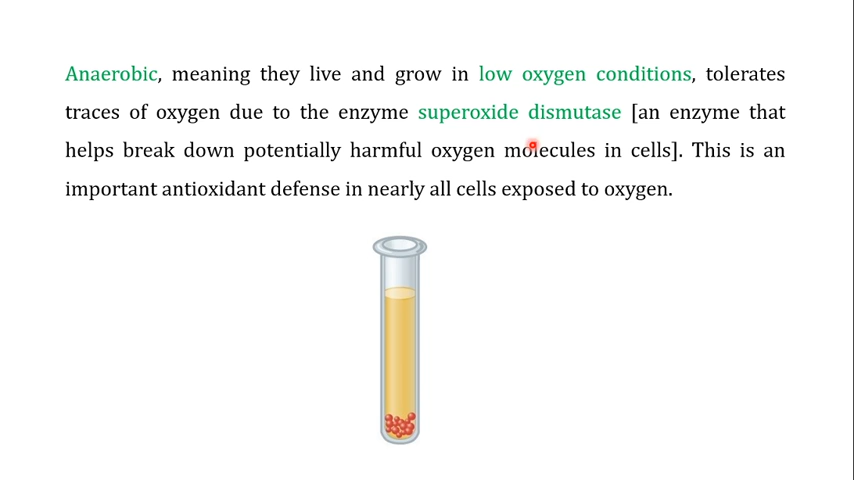 Anaerobic, meaning they live and grow in low oxygen conditions, tolerates
traces of oxygen due to the enzyme superoxide dismutase [an enzyme that
helps break down potentially harmful oxygen molecules in cells]. This is an
important antioxidant defense in nearly all cells exposed to oxygen.